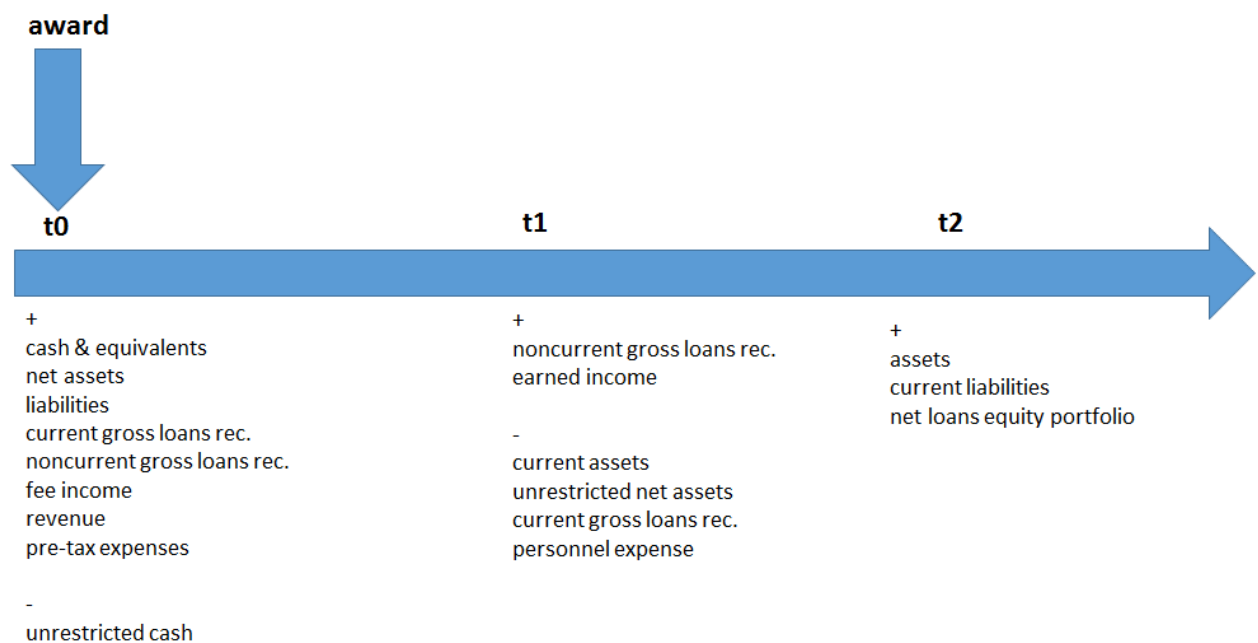 award
t0
t1
t2
+
cash & equivalents
net assets
liabilities
current gross loans rec.
noncurrent gross loans rec.
fee income
revenue
pre-tax expenses
-
unrestricted cash
+
noncurrent gross loans rec.
earned income
-
current assets
unrestricted net assets
current gross loans rec.
personnel expense
+
assets
current liabilities
net loans equity portfolio